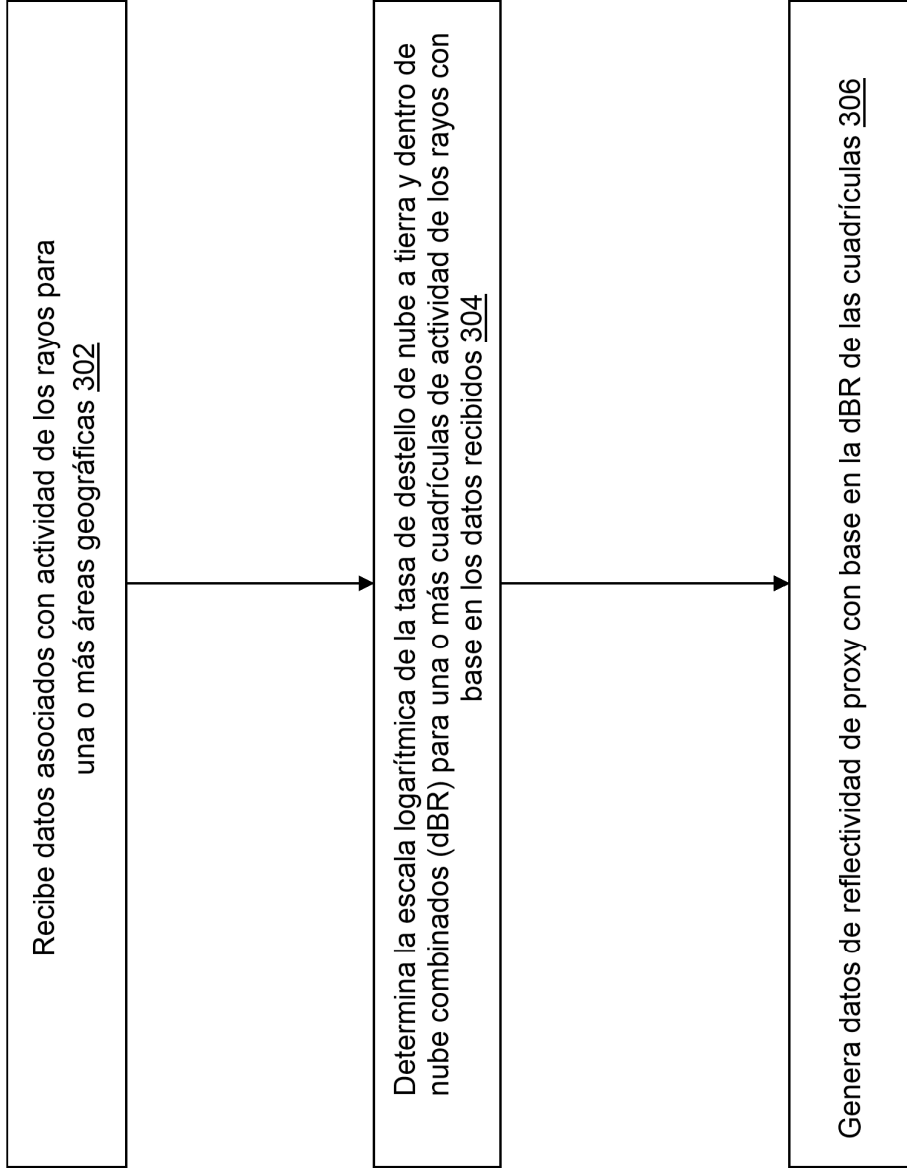 Recibe datos asociados con actividad de los rayos para
una o más áreas geográficas 302
Determina la escala logarítmica de la tasa de destello de nube a tierra y dentro de
nube combinados (dBR) para una o más cuadrículas de actividad de los rayos con
base en los datos recibidos 304
Genera datos de reflectividad de proxy con base en la dBR de las cuadrículas 306